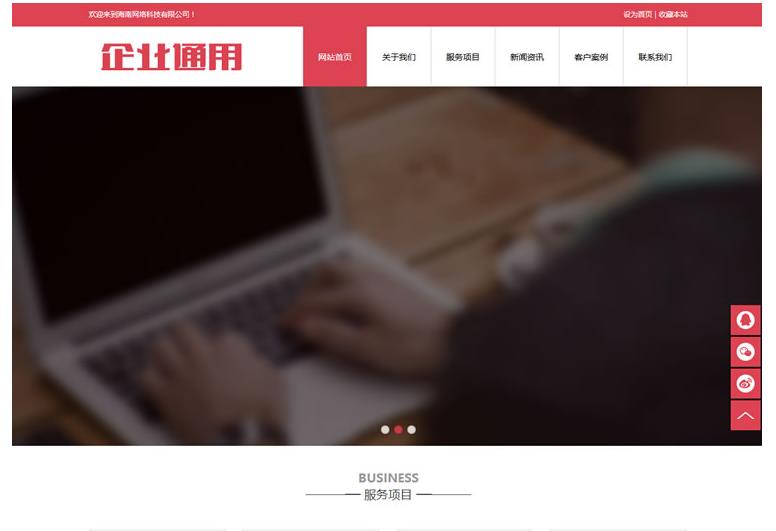 欢迎来到海南网络科技有限公司！
设为首页 | 收藏本站
企业通用
网站首页
关于我们
服务项目
新闻资讯
客户案例
联系我们
BUSINESS
服务项目